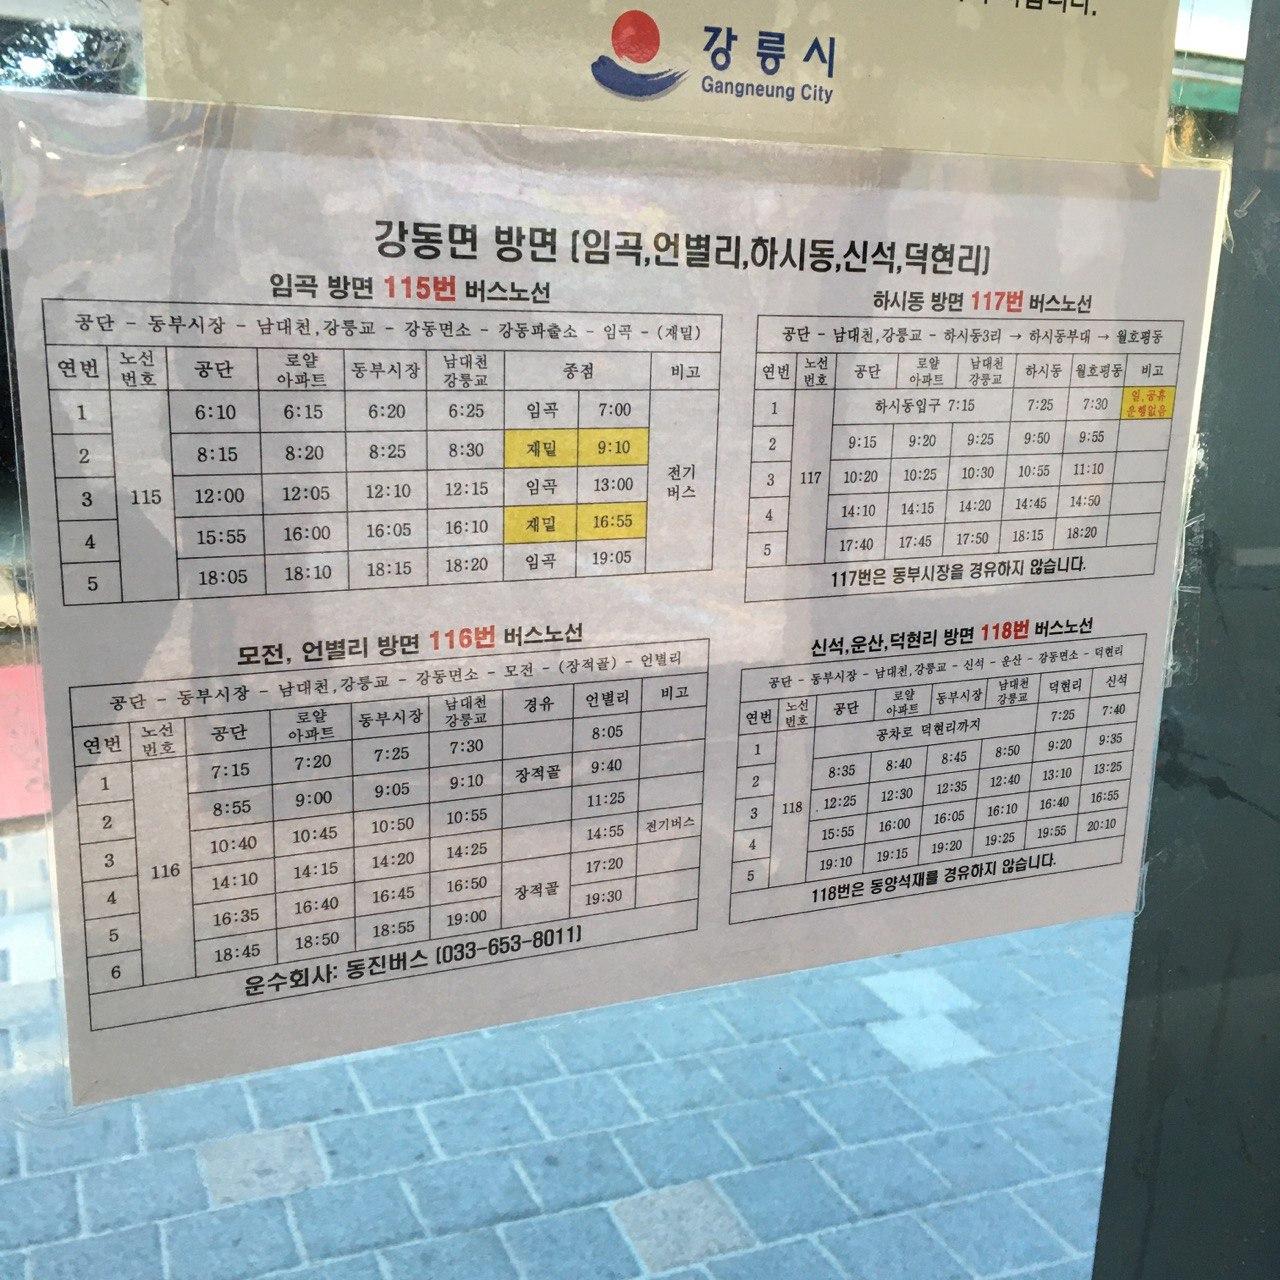 강릉시
Gangneung City
강동면 방면 (임곡,언별리,하시동,신석,덕현리)
임곡 방면 115번 버스노선
공단 - 동부시장 - 남대천,강릉교 - 강동면소 - 강동파출소 - 임곡 - (재밀)
연번 노선번호 공단 로얄아파트 동부시장 남대천강릉교 종점 비고
1 115 6:10 6:15 6:20 6:25 임곡 7:00 전기버스
2 8:15 8:20 8:25 8:30 재밀 9:10
3 12:00 12:05 12:10 12:15 임곡 13:00
4 15:55 16:00 16:05 16:10 재밀 16:55
5 18:05 18:10 18:15 18:20 임곡 19:05
하시동 방면 117번 버스노선
공단 - 남대천,강릉교 - 하시동3리 → 하시동부대 → 월호평동
연번 노선번호 공단 로얄아파트 남대천강릉교 하시동 월호평동 비고
1 117 하시동입구 7:15 7:25 7:30 일,공휴 운행없음
2 9:15 9:20 9:25 9:50 9:55
3 10:20 10:25 10:30 10:55 11:10
4 14:10 14:15 14:20 14:45 14:50
5 17:40 17:45 17:50 18:15 18:20
117번은 동부시장을 경유하지 않습니다.
모전, 언별리 방면 116번 버스노선
공단 - 동부시장 - 남대천,강릉교 - 강동면소 - 모전 - (장적골) - 언별리
연번 노선번호 공단 로얄아파트 동부시장 남대천강릉교 경유 언별리 비고
1 116 7:15 7:20 7:25 7:30 8:05
2 8:55 9:00 9:05 9:10 장적골 9:40
3 10:40 10:45 10:50 10:55 11:25
4 14:10 14:15 14:20 14:25 14:55 전기버스
5 16:35 16:40 16:45 16:50 장적골 17:20
6 18:45 18:50 18:55 19:00 19:30
운수회사: 동진버스 (033-653-8011)
신석,운산,덕현리 방면 118번 버스노선
공단 - 동부시장 - 남대천,강릉교 - 신석 - 운산 - 강동면소 - 덕현리
연번 노선번호 공단 로얄아파트 동부시장 남대천강릉교 덕현리 신석
1 118 공차로 덕현리까지 7:25 7:40
2 8:35 8:40 8:45 8:50 9:20 9:35
3 12:25 12:30 12:35 12:40 13:10 13:25
4 15:55 16:00 16:05 16:10 16:40 16:55
5 19:10 19:15 19:20 19:25 19:55 20:10
118번은 동양석재를 경유하지 않습니다.